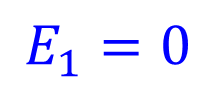 E₁ = 0